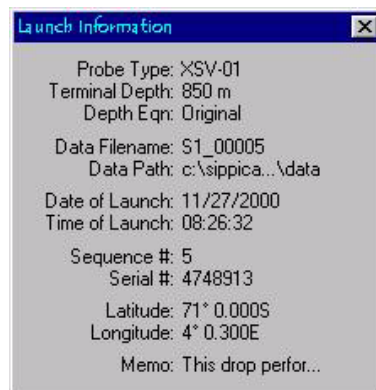 Launch Information
Probe Type: XSV-01
Terminal Depth: 850 m
Depth Eqn: Original
Data Filename: S1_00005
Data Path: c:\sippica...\data
Date of Launch: 11/27/2000
Time of Launch: 08:26:32
Sequence #: 5
Serial #: 4748913
Latitude: 71° 0.000S
Longitude: 4° 0.300E
Memo: This drop perfor...